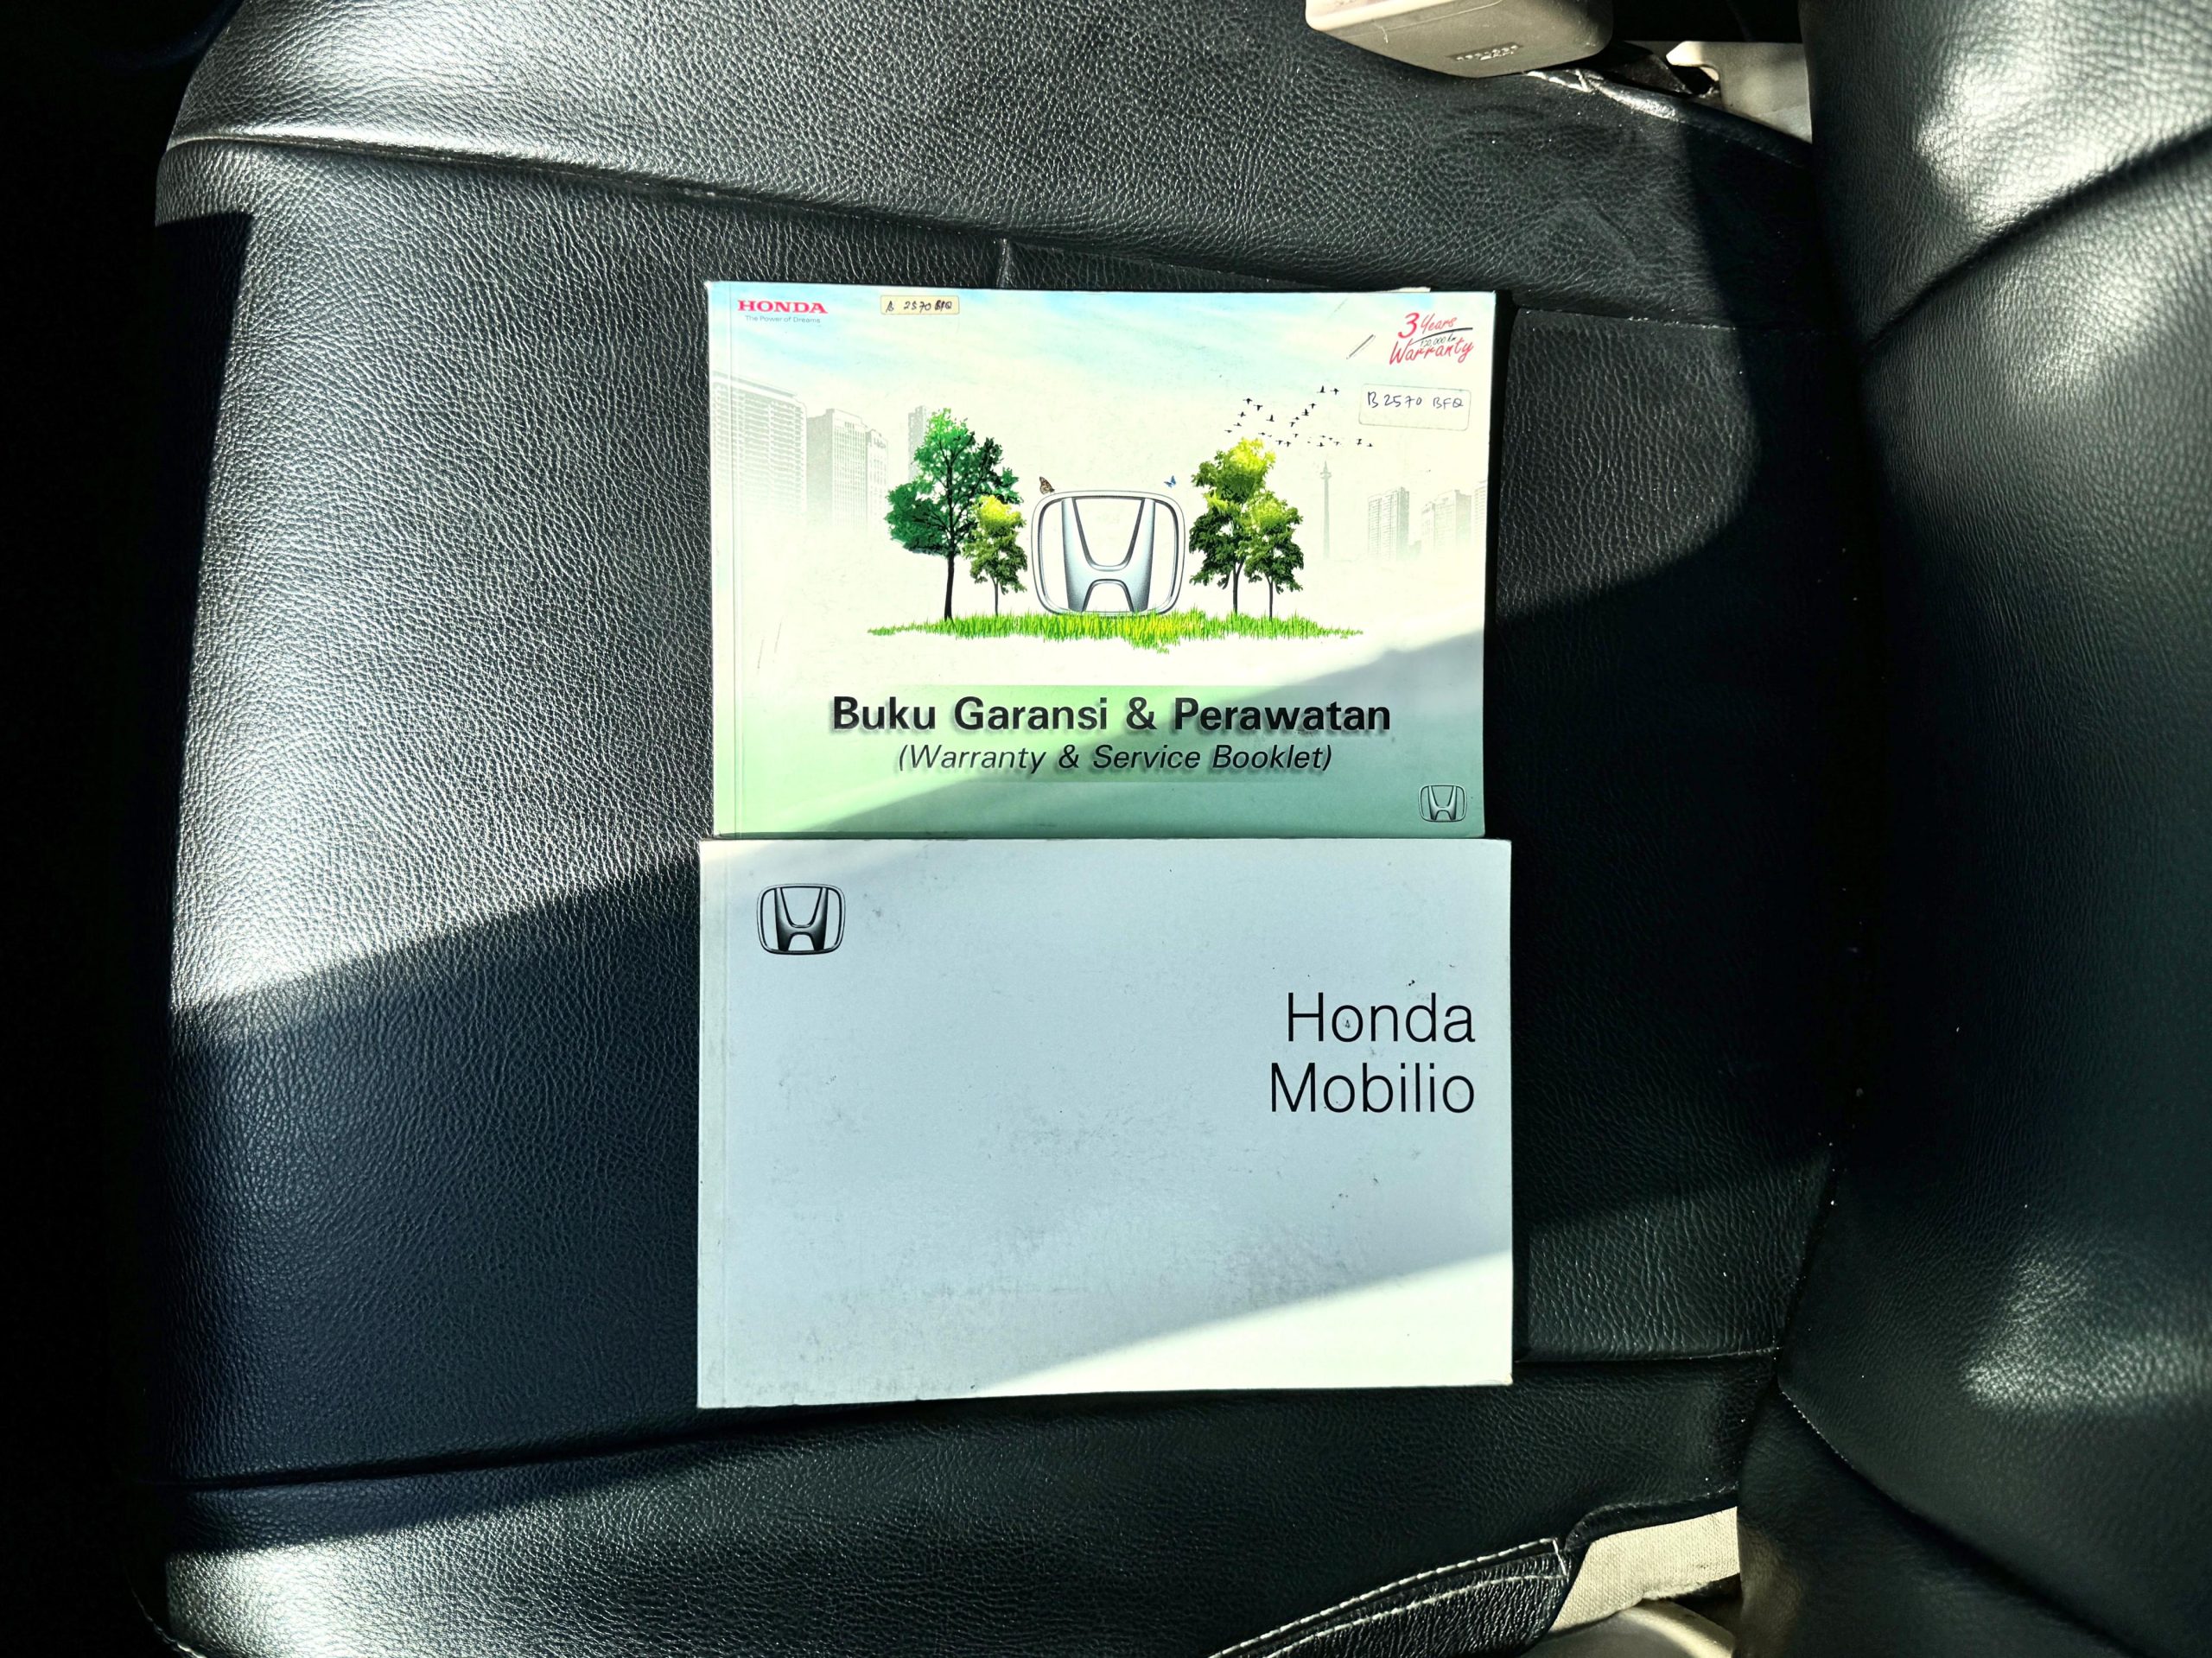 HONDA
The Power of Dreams
B 2570 BFQ
3 Years
Warranty
B 2570 BFQ
Buku Garansi & Perawatan
(Warranty & Service Booklet)
Honda
Mobilio